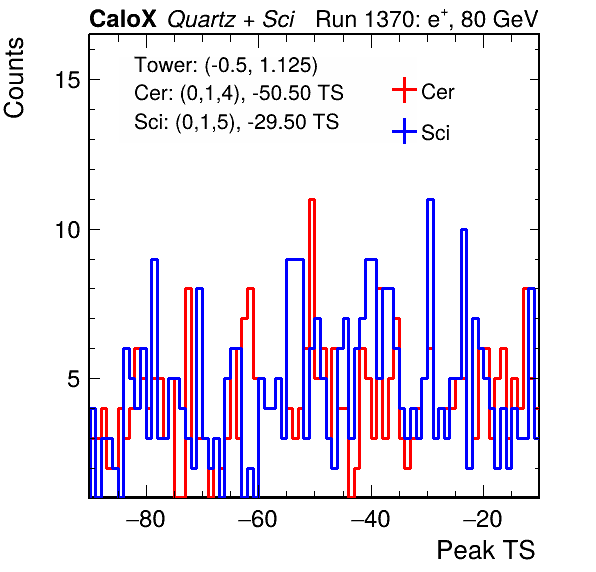 CaloX Quartz + Sci Run 1370: e+, 80 GeV
Counts
Tower: (-0.5, 1.125)
Cer: (0,1,4), -50.50 TS
Sci: (0,1,5), -29.50 TS
Cer
Sci
15
10
5
−80 −60 −40 −20
Peak TS